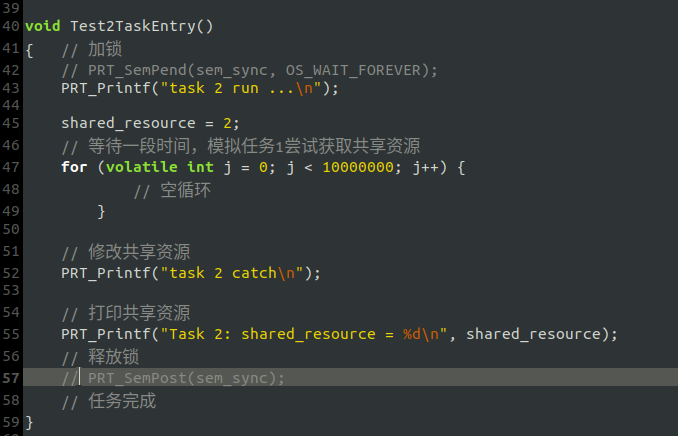 39
40 void Test2TaskEntry()
41 {   // 加锁
42     // PRT_SemPend(sem_sync, OS_WAIT_FOREVER);
43     PRT_Printf("task 2 run ...\n");
44
45     shared_resource = 2;
46     // 等待一段时间，模拟任务1尝试获取共享资源
47     for (volatile int j = 0; j < 10000000; j++) {
48             // 空循环
49         }
50
51     // 修改共享资源
52     PRT_Printf("task 2 catch\n");
53
54     // 打印共享资源
55     PRT_Printf("Task 2: shared_resource = %d\n", shared_resource);
56     // 释放锁
57     // PRT_SemPost(sem_sync);
58     // 任务完成
59 }